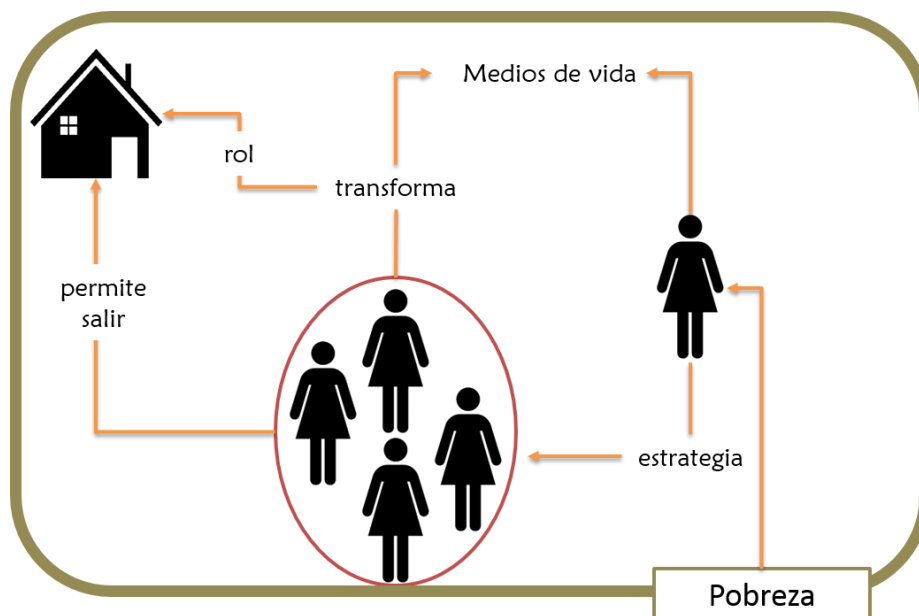 Medios de vida
rol
transforma
permite
salir
estrategia
Pobreza